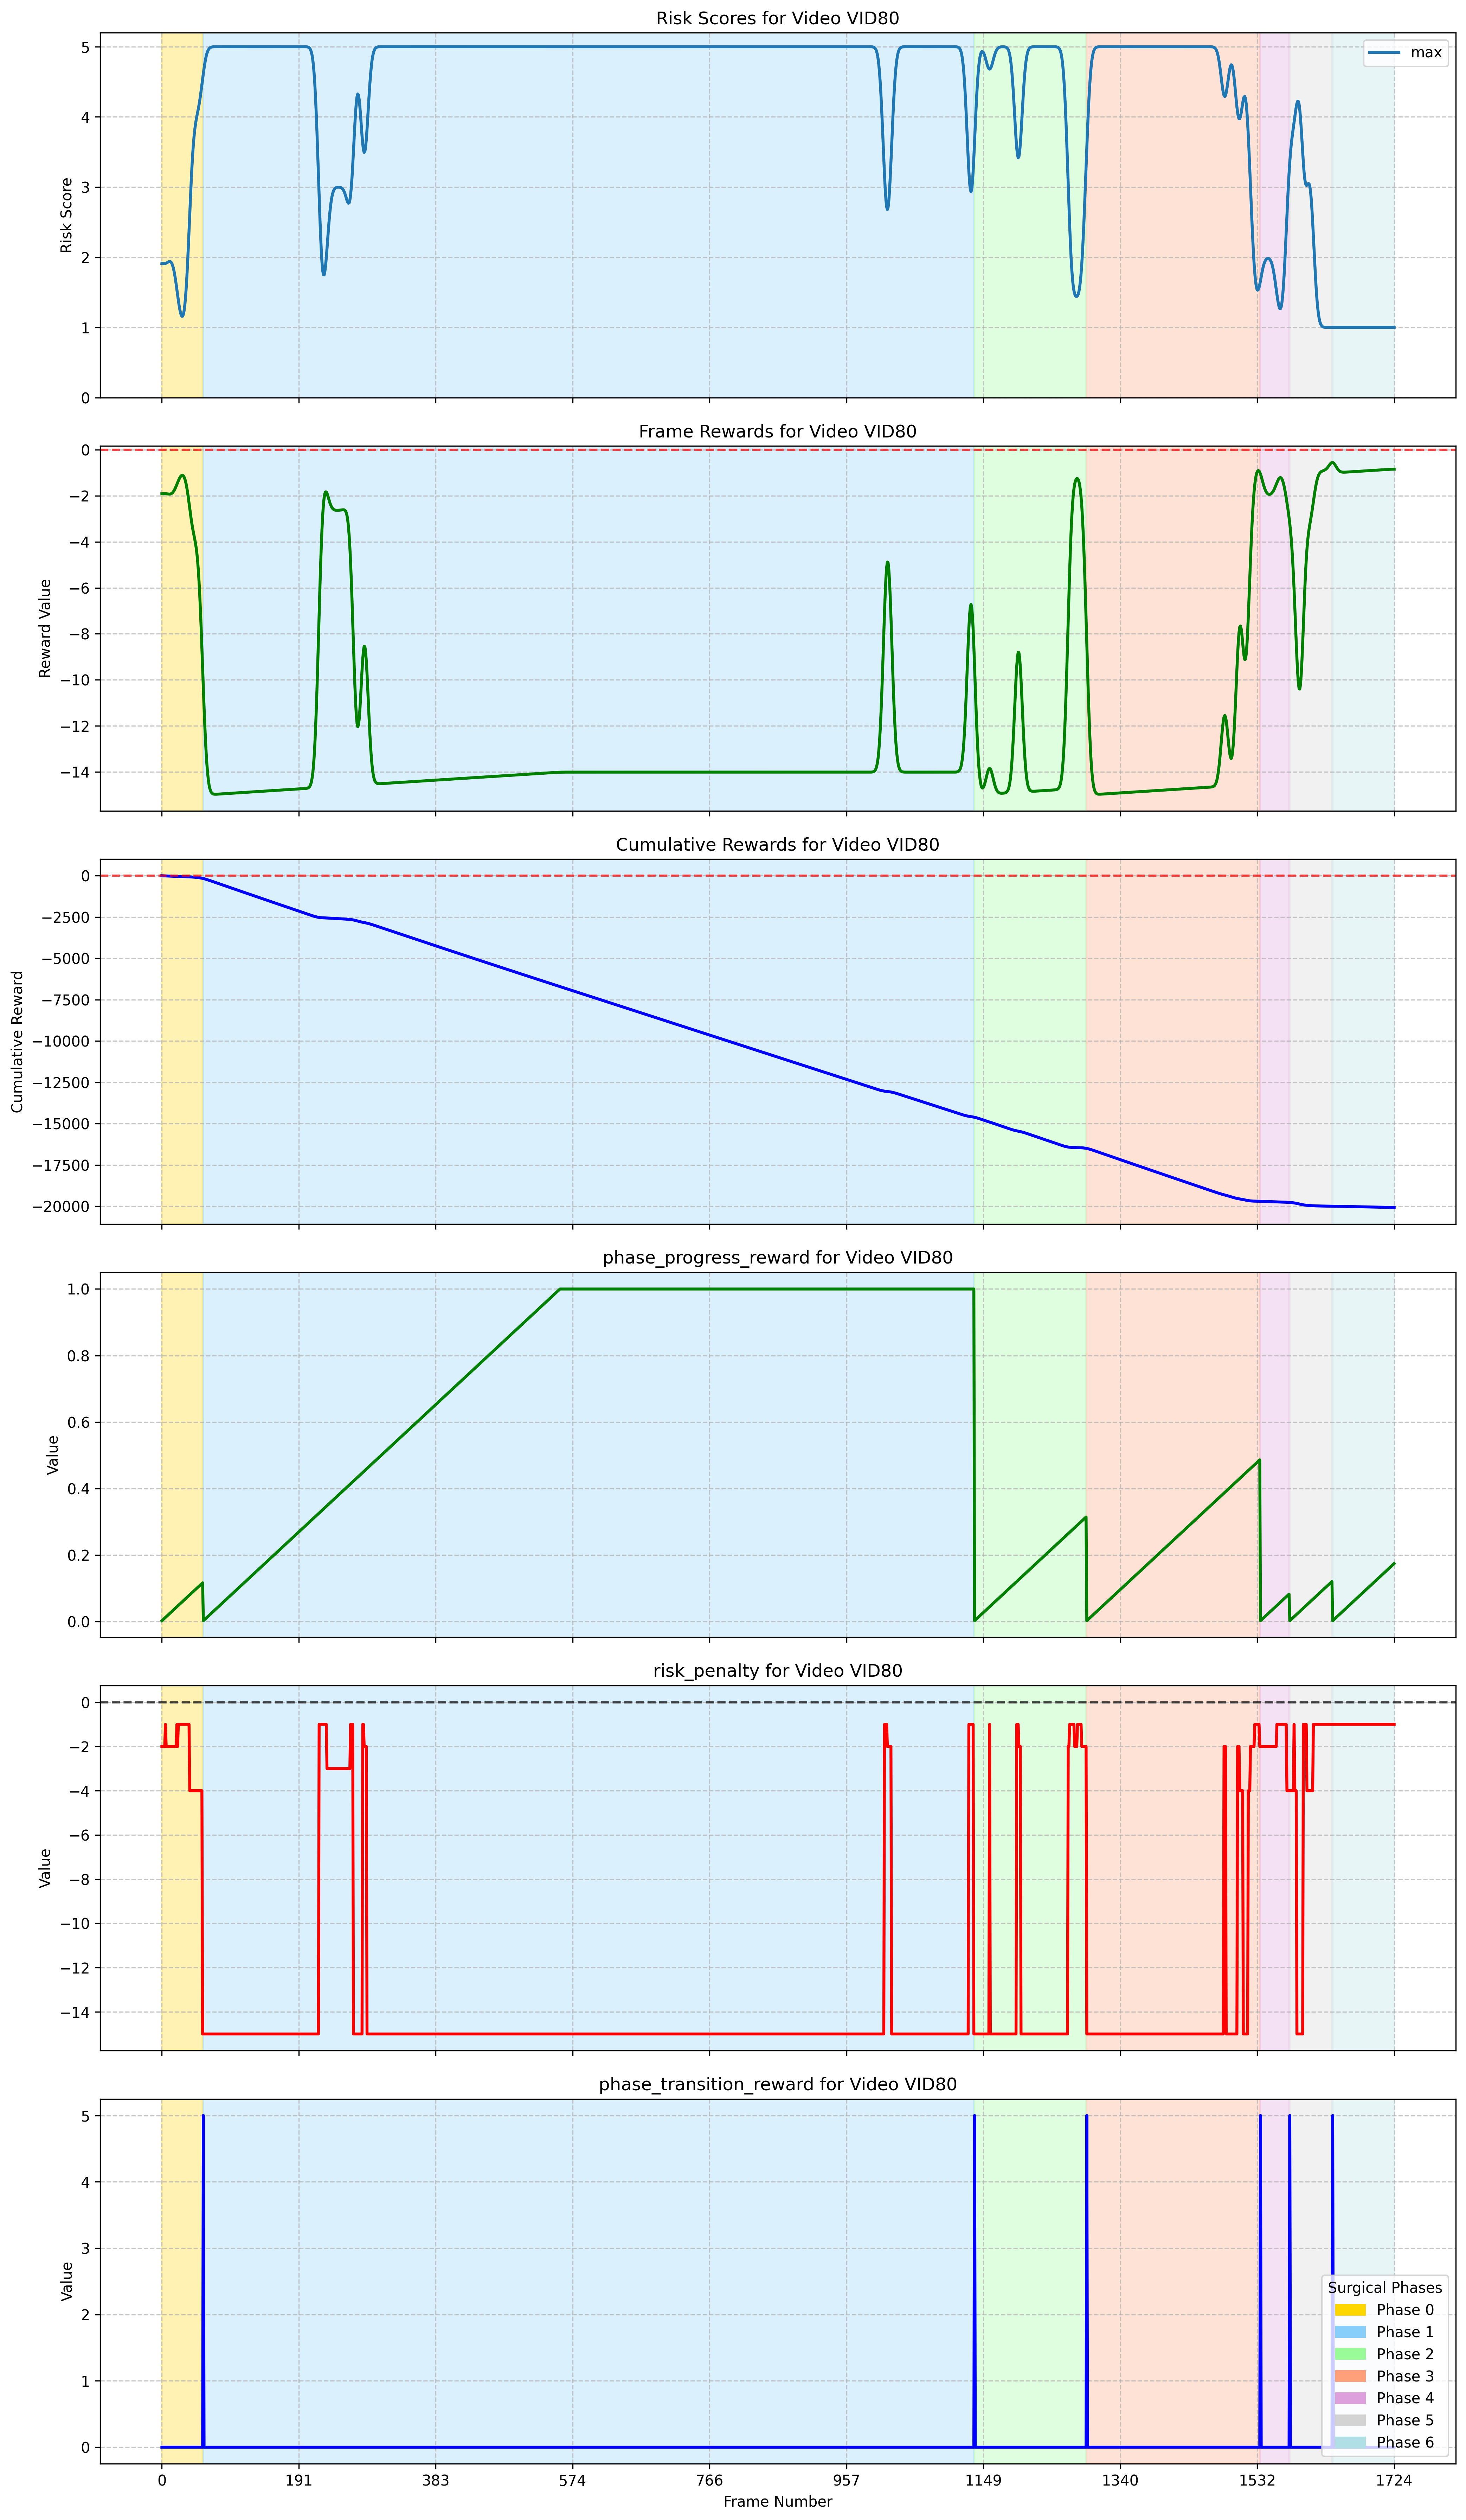 Risk Scores for Video VID80
5
4
3
2
1
0
Risk Score
max
Frame Rewards for Video VID80
0
−2
−4
−6
−8
−10
−12
−14
Reward Value
Cumulative Rewards for Video VID80
0
−2500
−5000
−7500
−10000
−12500
−15000
−17500
−20000
Cumulative Reward
phase_progress_reward for Video VID80
1.0
0.8
0.6
0.4
0.2
0.0
Value
risk_penalty for Video VID80
0
−2
−4
−6
−8
−10
−12
−14
Value
phase_transition_reward for Video VID80
5
4
3
2
1
0
Value
Surgical Phases
Phase 0
Phase 1
Phase 2
Phase 3
Phase 4
Phase 5
Phase 6
0 191 383 574 766 957 1149 1340 1532 1724
Frame Number